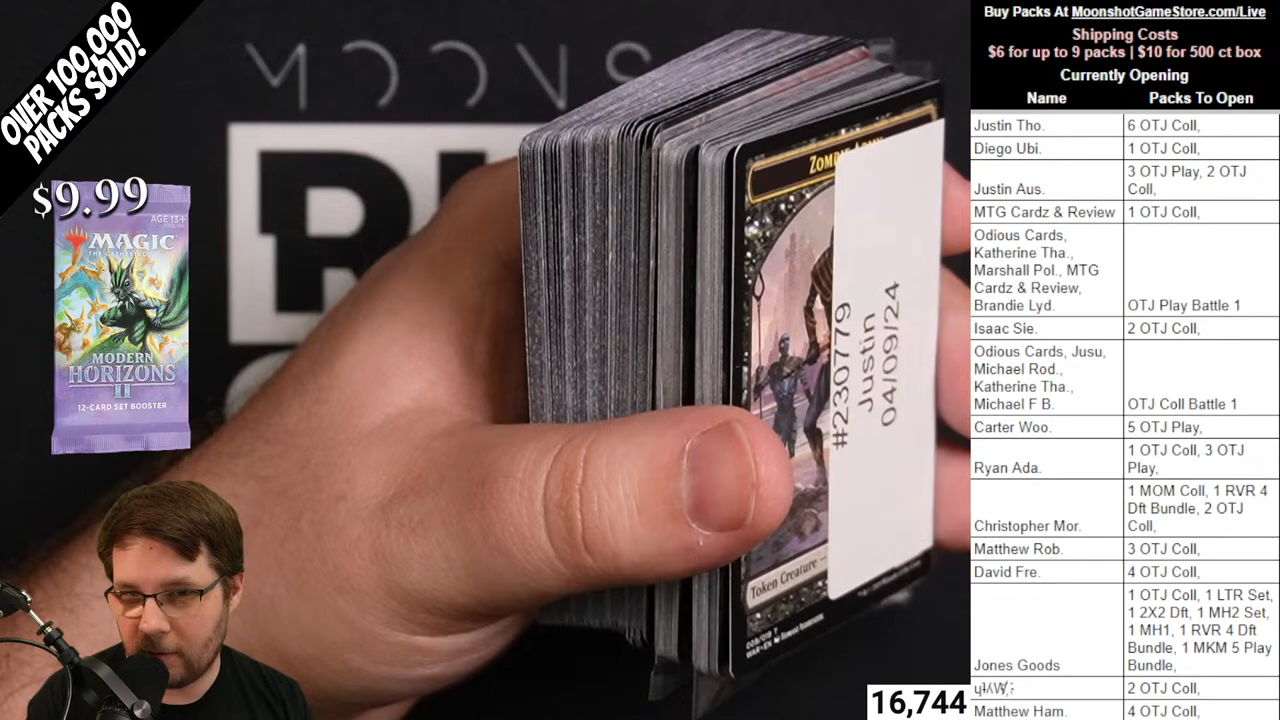 OVER 100,000
PACKS SOLD!
$9.99
AGE 13+
MAGIC
THE GATHERING
MODERN
HORIZONS
II
12-CARD SET BOOSTER
MOONS
#230779
Justin
04/09/24
Token Creature
16,744
Buy Packs At MoonshotGameStore.com/Live
Shipping Costs
$6 for up to 9 packs | $10 for 500 ct box
Currently Opening
Name Packs To Open
Justin Tho. 6 OTJ Coll,
Diego Ubi. 1 OTJ Coll,
Justin Aus. 3 OTJ Play, 2 OTJ
Coll,
MTG Cardz & Review 1 OTJ Coll,
Odious Cards,
Katherine Tha.,
Marshall Pol., MTG
Cardz & Review,
Brandie Lyd. OTJ Play Battle 1
Isaac Sie. 2 OTJ Coll,
Odious Cards, Jusu,
Michael Rod.,
Katherine Tha.,
Michael F B. OTJ Coll Battle 1
Carter Woo. 5 OTJ Play,
Ryan Ada. 1 OTJ Coll, 3 OTJ
Play,
Christopher Mor. 1 MOM Coll, 1 RVR 4
Dft Bundle, 2 OTJ
Coll,
Matthew Rob. 3 OTJ Coll,
David Fre. 4 OTJ Coll,
Jones Goods 1 OTJ Coll, 1 LTR Set,
1 2X2 Dft, 1 MH2 Set,
1 MH1, 1 RVR 4 Dft
Bundle, 1 MKM 5 Play
Bundle,
2 OTJ Coll,
Matthew Ham. 4 OTJ Coll,